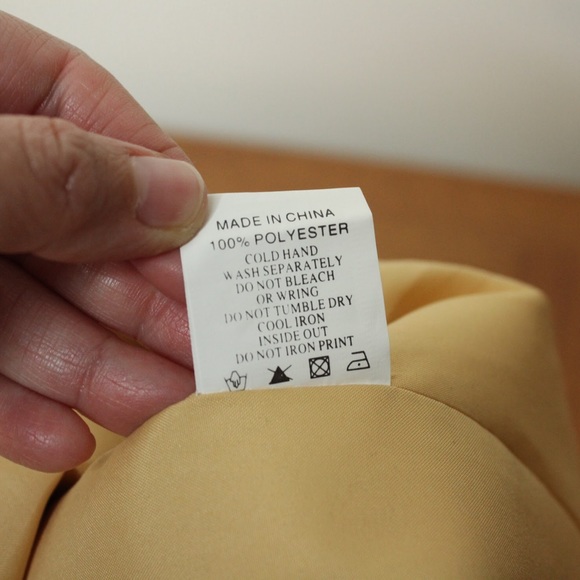 MADE IN CHINA
100% POLYESTER
COLD HAND
WASH SEPARATELY
DO NOT BLEACH
OR WRING
DO NOT TUMBLE DRY
COOL IRON
INSIDE OUT
DO NOT IRON PRINT